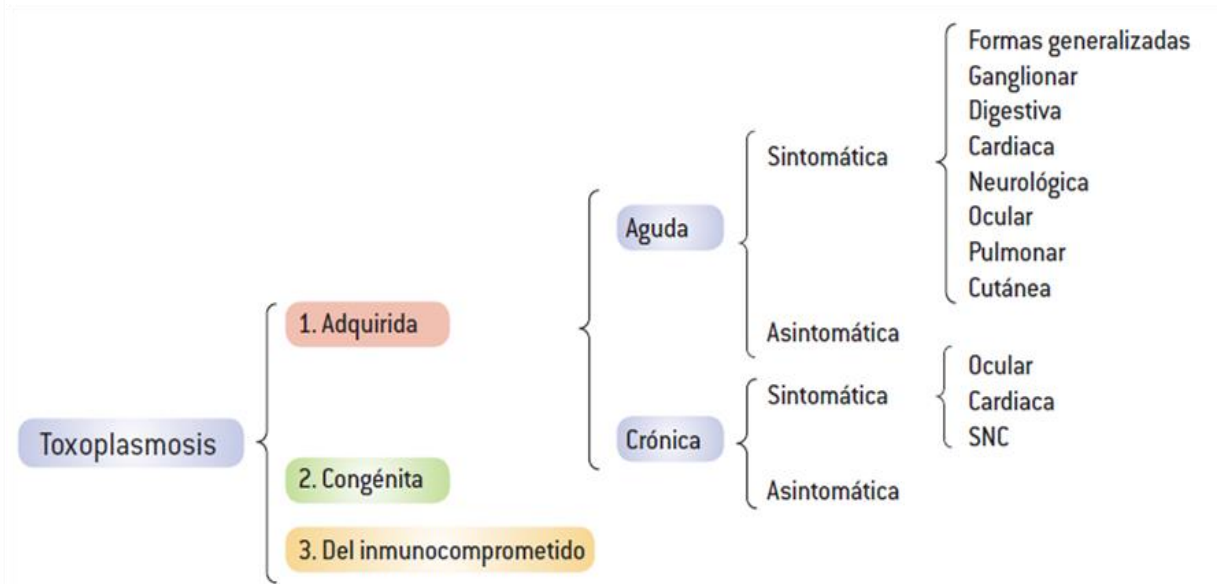 Toxoplasmosis
1. Adquirida
2. Congénita
3. Del inmunocomprometido
Aguda
Crónica
Sintomática
Asintomática
Sintomática
Asintomática
Formas generalizadas
Ganglionar
Digestiva
Cardiaca
Neurológica
Ocular
Pulmonar
Cutánea
Ocular
Cardiaca
SNC